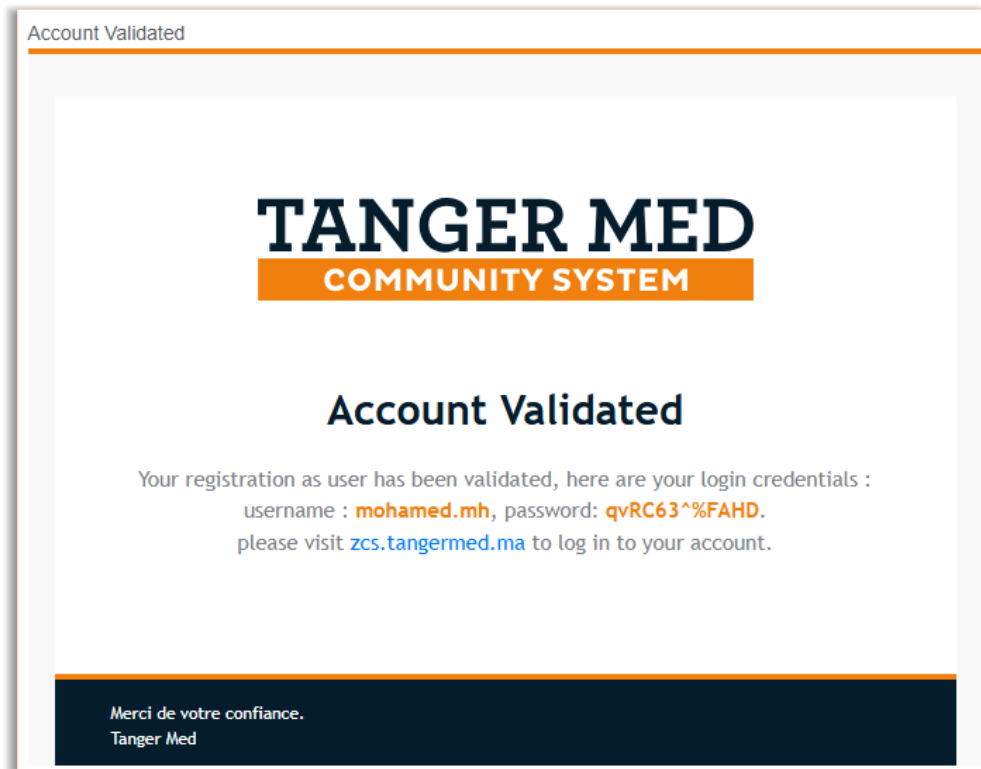 Account Validated
TANGER MED
COMMUNITY SYSTEM
Account Validated
Your registration as user has been validated, here are your login credentials :
username : mohamed.mh, password: qvRC63^%FAHD.
please visit zcs.tangermed.ma to log in to your account.
Merci de votre confiance.
Tanger Med